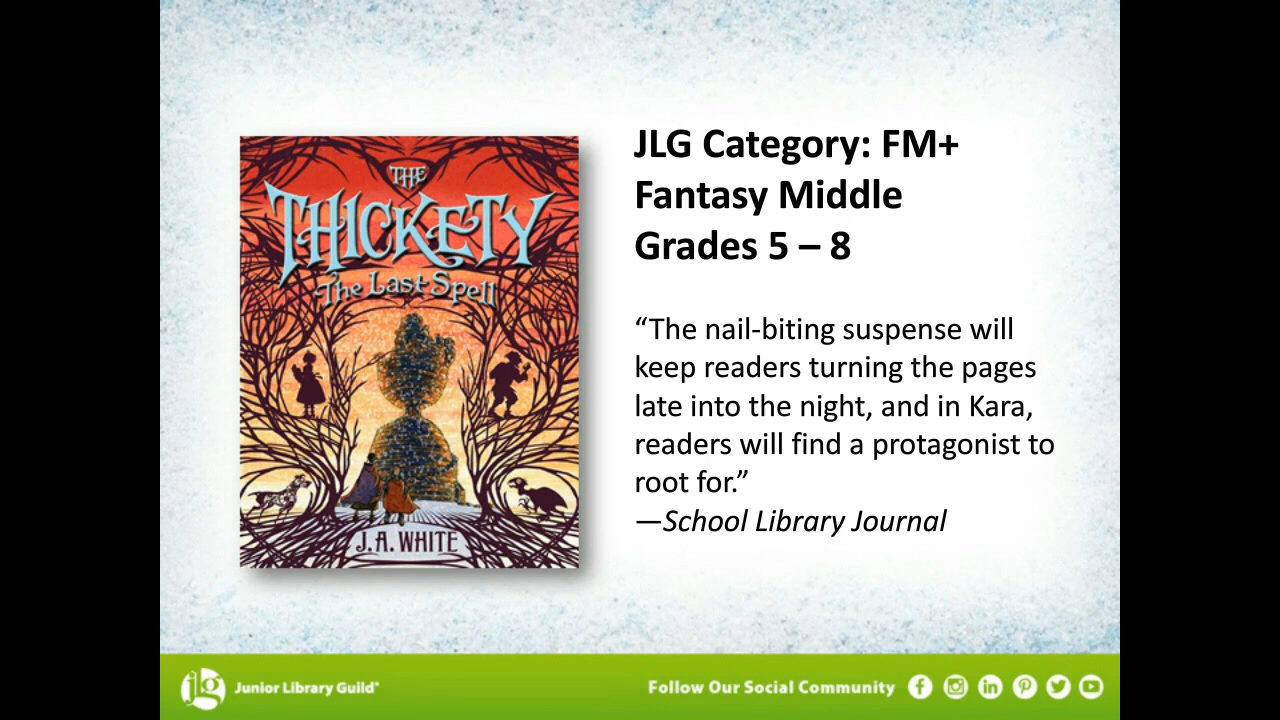 THE
THICKETY
The Last Spell
J.A. WHITE
JLG Category: FM+
Fantasy Middle
Grades 5 – 8
“The nail-biting suspense will
keep readers turning the pages
late into the night, and in Kara,
readers will find a protagonist to
root for.”
—School Library Journal
jlg Junior Library Guild
Follow Our Social Community